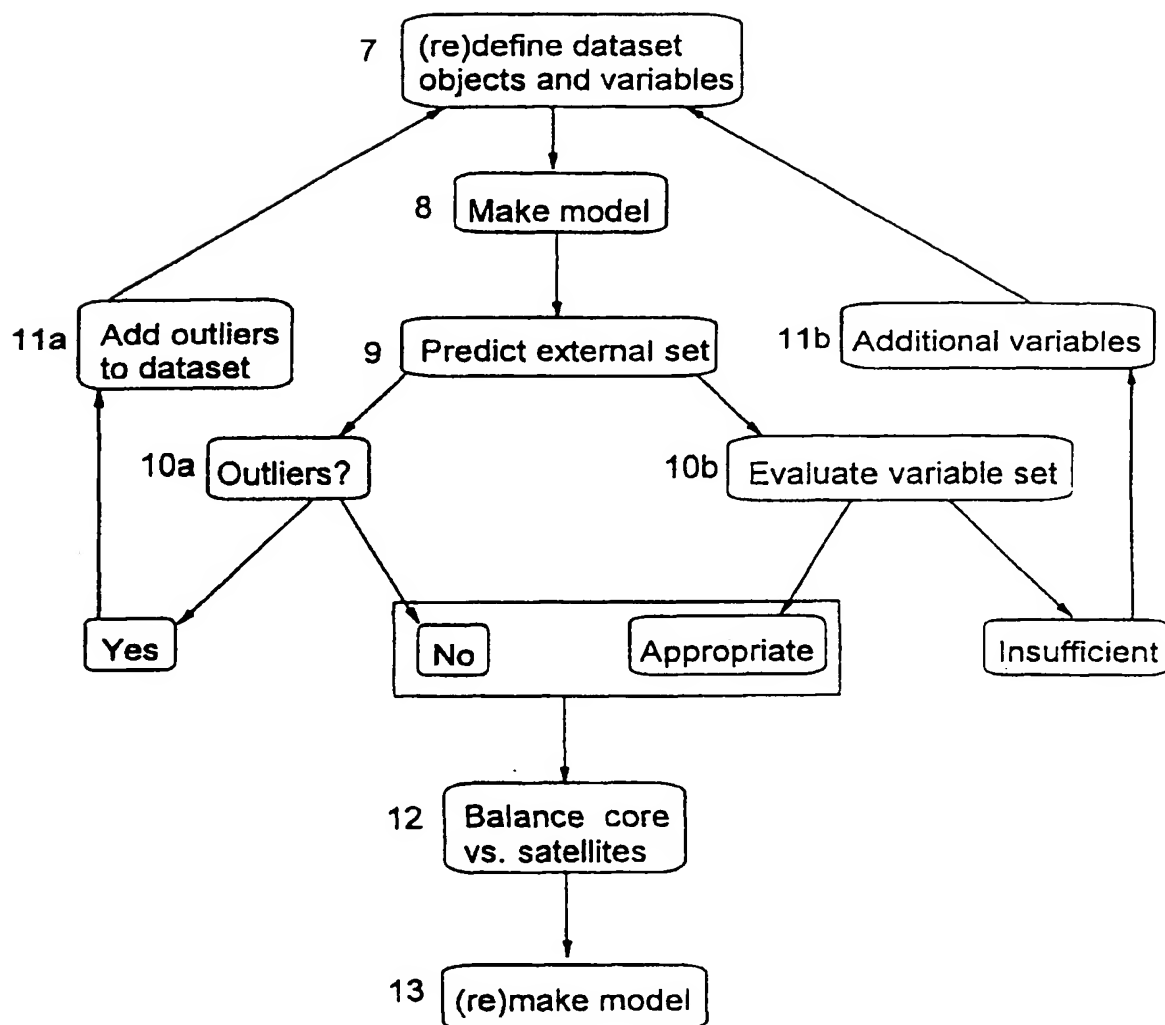 7
(re)define dataset
objects and variables
8
Make model
11a
Add outliers
to dataset
9
Predict external set
11b
Additional variables
10a
Outliers?
10b
Evaluate variable set
Yes
No
Appropriate
Insufficient
12
Balance core
vs. satellites
13
(re)make model